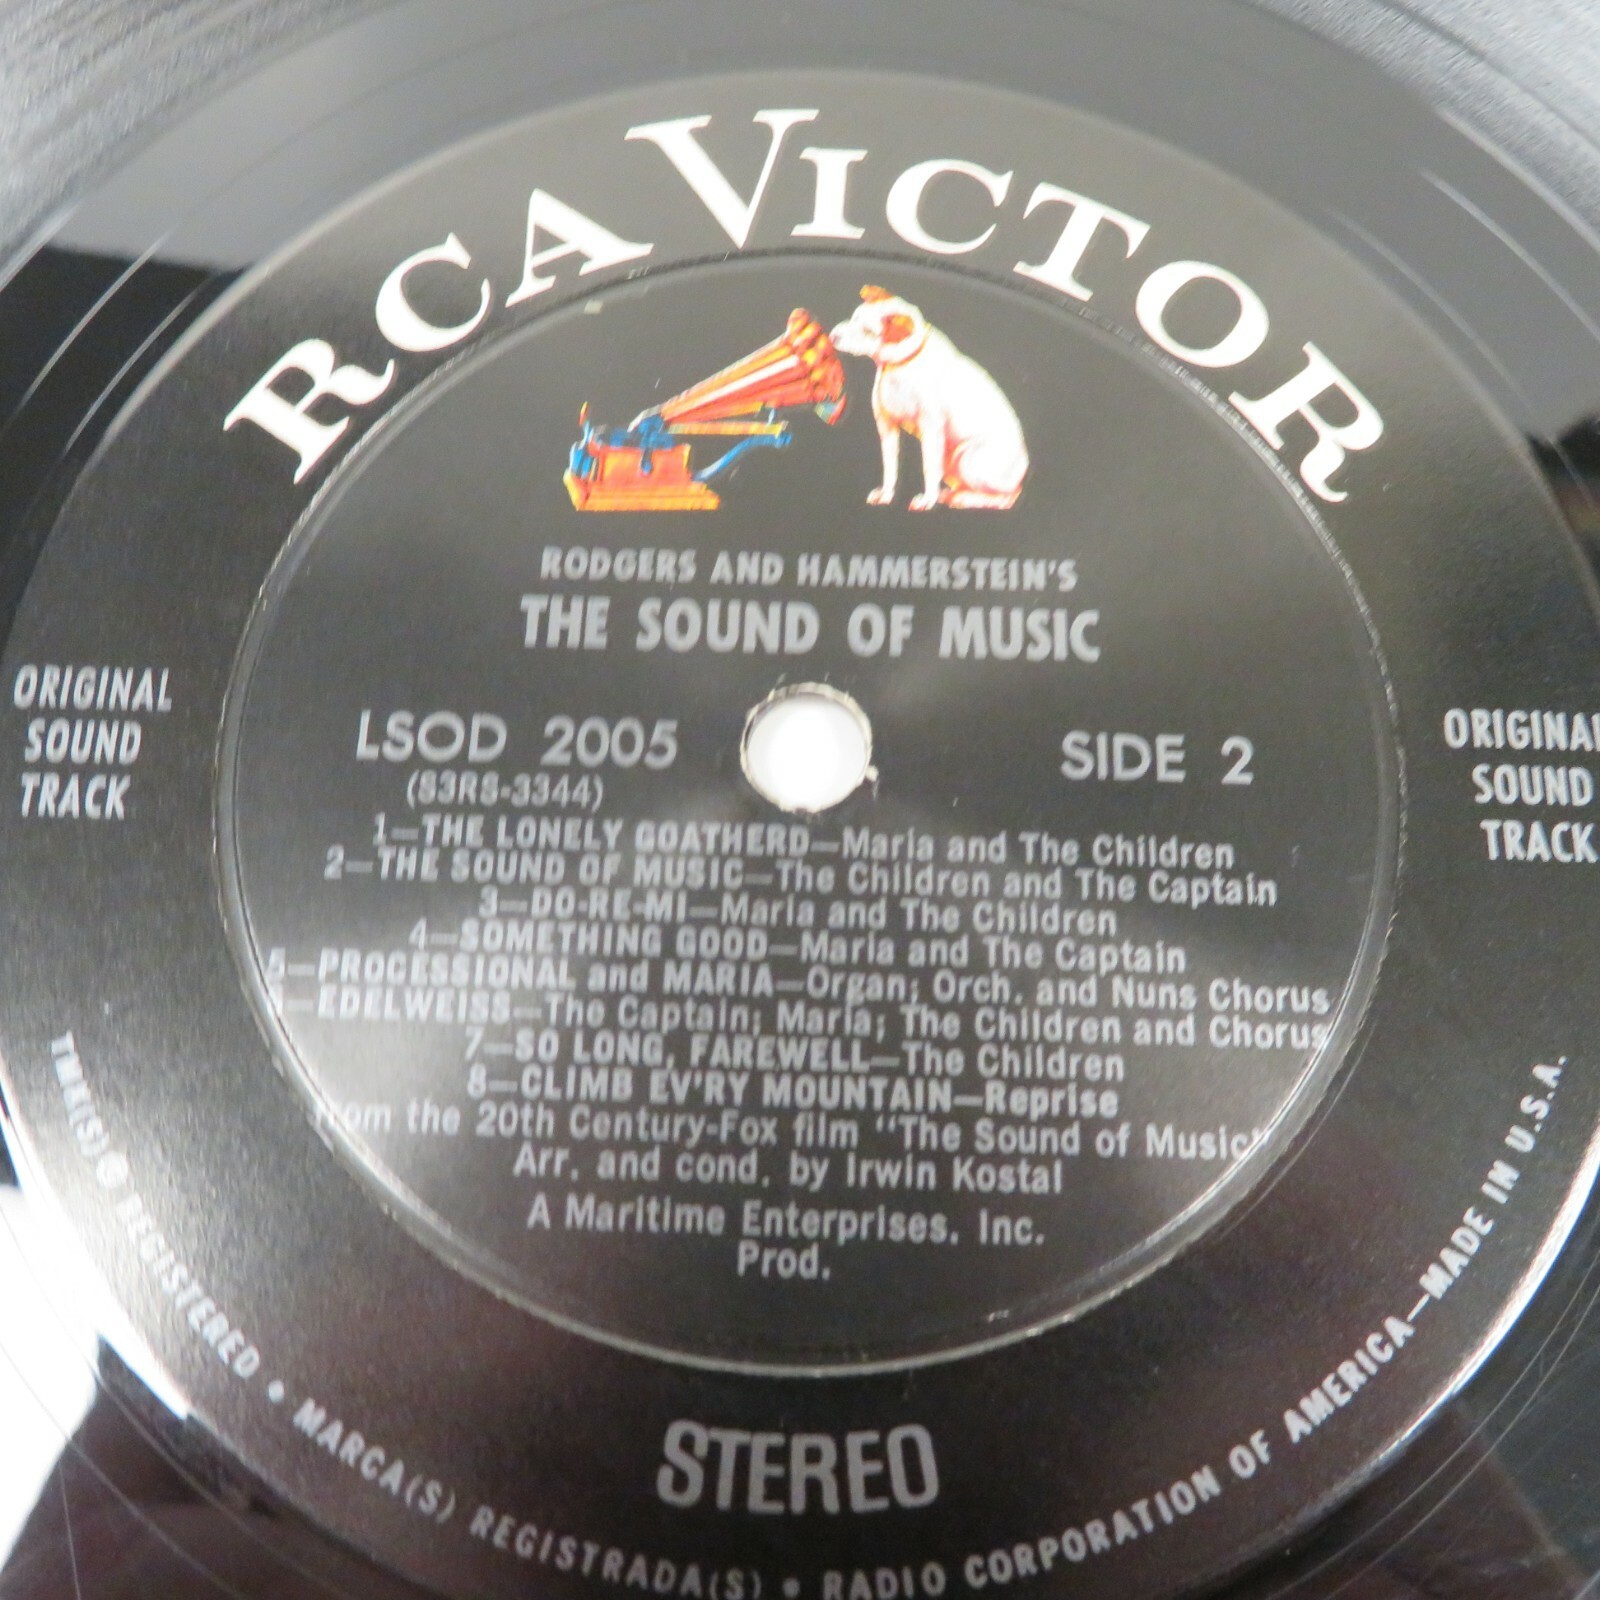 RCA VICTOR
RODGERS AND HAMMERSTEIN'S
THE SOUND OF MUSIC
ORIGINAL
SOUND
TRACK
LSOD 2005
(S3RS-3344)
SIDE 2
ORIGINAL
SOUND
TRACK
1—THE LONELY GOATHERD—Maria and The Children
2—THE SOUND OF MUSIC—The Children and The Captain
3—DO-RE-MI—Maria and The Children
4—SOMETHING GOOD—Maria and The Captain
5—PROCESSIONAL and MARIA—Organ; Orch. and Nuns Chorus
6—EDELWEISS—The Captain; Maria; The Children and Chorus
7—SO LONG, FAREWELL—The Children
8—CLIMB EV'RY MOUNTAIN—Reprise
from the 20th Century-Fox film "The Sound of Music"
Arr. and cond. by Irwin Kostal
A Maritime Enterprises, Inc.
Prod.
STEREO
TMK(S) ® REGISTERED • MARCA(S) REGISTRADA(S) • RADIO CORPORATION OF AMERICA—MADE IN U.S.A.